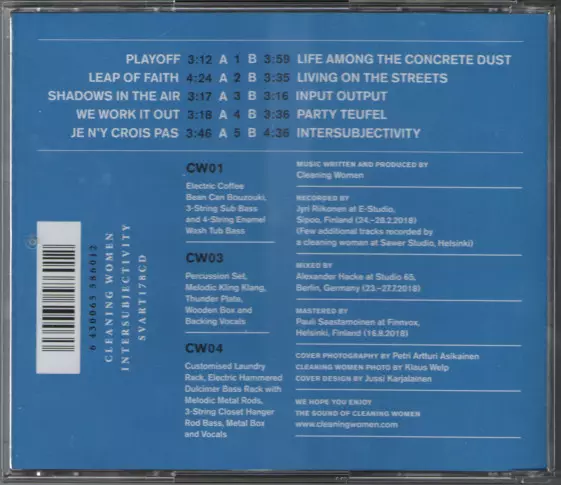 PLAYOFF 3:12 A 1 B 3:59 LIFE AMONG THE CONCRETE DUST
LEAP OF FAITH 4:24 A 2 B 3:35 LIVING ON THE STREETS
SHADOWS IN THE AIR 3:17 A 3 B 3:16 INPUT OUTPUT
WE WORK IT OUT 3:18 A 4 B 3:36 PARTY TEUFEL
JE N'Y CROIS PAS 3:46 A 5 B 4:36 INTERSUBJECTIVITY
CW01
Electric Coffee
Bean Can Bouzouki,
3-String Sub Bass
and 4-String Enamel
Wash Tub Bass
CW03
Percussion Set,
Melodic Kling Klang,
Thunder Plate,
Wooden Box and
Backing Vocals
CW04
Customised Laundry
Rack, Electric Hammered
Dulcimer Bass Rack with
Melodic Metal Rods,
3-String Closet Hanger
Rod Bass, Metal Box
and Vocals
MUSIC WRITTEN AND PRODUCED BY
Cleaning Women
RECORDED BY
Jyri Riikonen at E-Studio,
Sipoo, Finland (24.–28.2.2018)
(Few additional tracks recorded by
a cleaning women at Sawer Studio, Helsinki)
MIXED BY
Alexander Hacke at Studio 65,
Berlin, Germany (23.–27.7.2018)
MASTERED BY
Pauli Saastamoinen at Finnvox,
Helsinki, Finland (16.8.2018)
COVER PHOTOGRAPHY BY Petri Artturi Asikainen
CLEANING WOMEN PHOTO BY Klaus Welp
COVER DESIGN BY Jussi Karjalainen
WE HOPE YOU ENJOY
THE SOUND OF CLEANING WOMEN
www.cleaningwomen.com
6 430065 586012
CLEANING WOMEN
INTERSUBJECTIVITY
SVART178CD